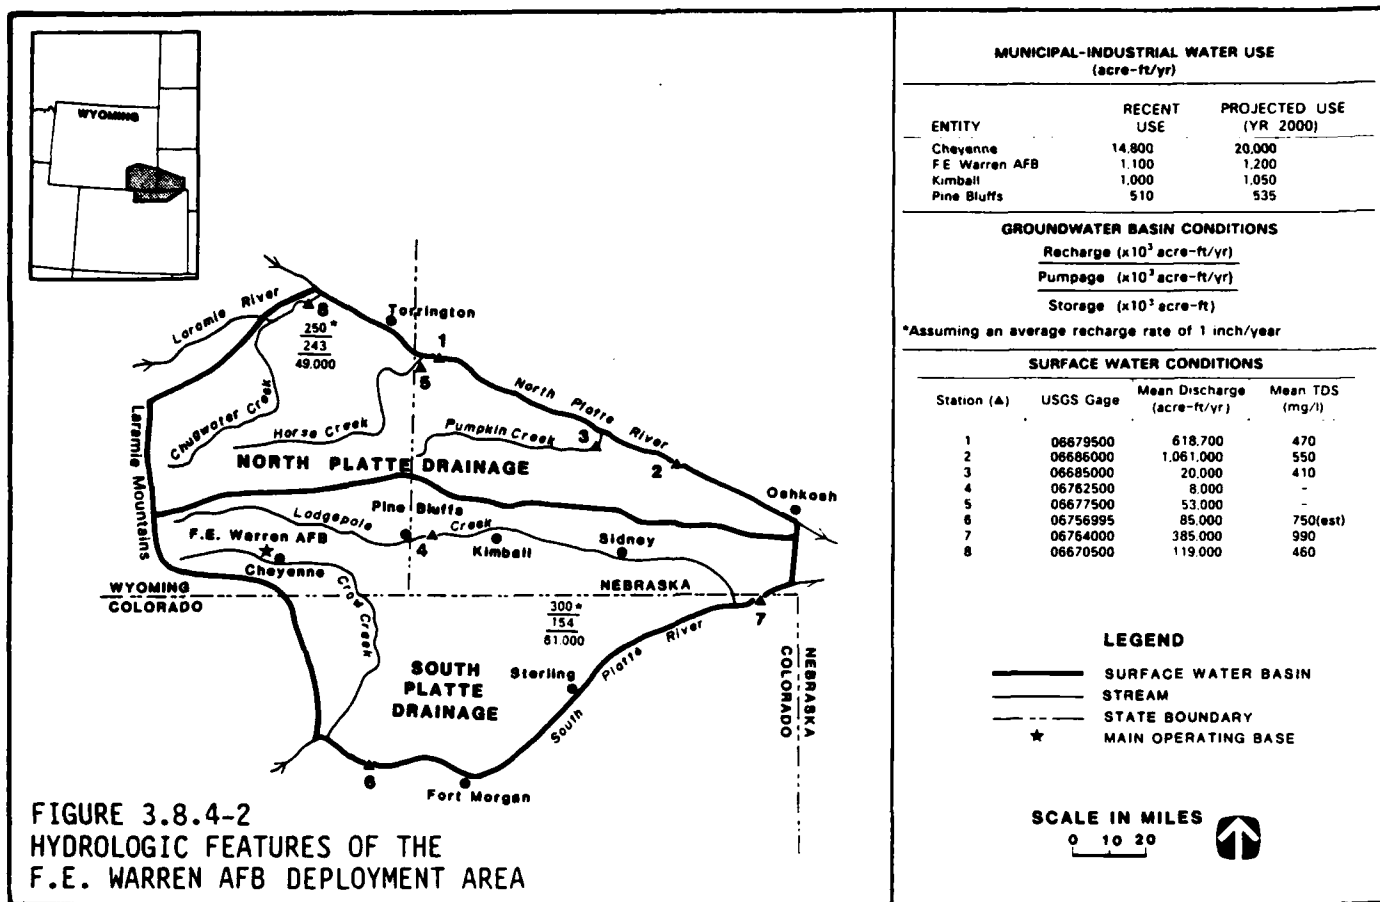 WYOMING
Laramie River
8
250*
243
49.000
Torrington
1
5
North Platte River
Chugwater Creek
Horse Creek
Pumpkin Creek
3
2
Laramie Mountains
NORTH PLATTE DRAINAGE
Oshkosh
Pine Bluffs
Lodgepole Creek
F.E. Warren AFB
4
Kimball
Sidney
Cheyenne
WYOMING
COLORADO
NEBRASKA
Crow Creek
300*
154
81.000
7
South Platte River
Sterling
NEBRASKA
COLORADO
SOUTH
PLATTE
DRAINAGE
6
Fort Morgan
FIGURE 3.8.4-2
HYDROLOGIC FEATURES OF THE
F.E. WARREN AFB DEPLOYMENT AREA
MUNICIPAL-INDUSTRIAL WATER USE
(acre-ft/yr)
RECENT PROJECTED USE
ENTITY USE (YR 2000)
Cheyenne 14,800 20,000
F E Warren AFB 1,100 1,200
Kimball 1,000 1,050
Pine Bluffs 510 535
GROUNDWATER BASIN CONDITIONS
Recharge (x10³ acre-ft/yr)
Pumpage (x10³ acre-ft/yr)
Storage (x10³ acre-ft)
*Assuming an average recharge rate of 1 inch/year
SURFACE WATER CONDITIONS
Station (▲) USGS Gage Mean Discharge Mean TDS
(acre-ft/yr) (mg/l)
1 06679500 618,700 470
2 06686000 1,061,000 550
3 06685000 20,000 410
4 06762500 8,000 -
5 06677500 53,000 -
6 06756995 85,000 750(est)
7 06764000 385,000 990
8 06670500 119,000 460
LEGEND
SURFACE WATER BASIN
STREAM
STATE BOUNDARY
★ MAIN OPERATING BASE
SCALE IN MILES
0 10 20